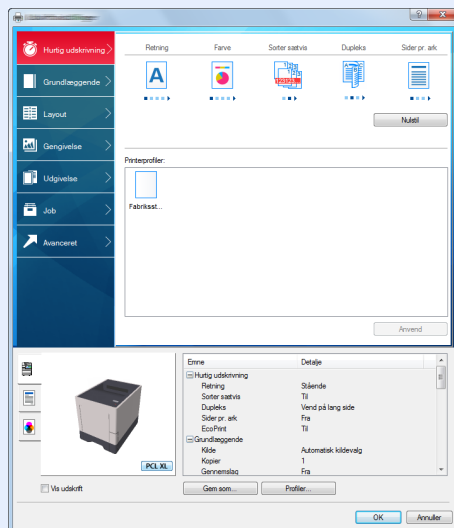 Hurtig udskrivning
Grundlæggende
Layout
Gengivelse
Udgivelse
Job
Avanceret
Retning Farve Sorter sætvis Dupleks Sider pr. ark
A
Nulstil
Printerprofiler:
Fabriksst...
Anvend
PCL XL
Vis udskrift
Emne Detalje
Hurtig udskrivning
Retning Stående
Sorter sætvis Til
Dupleks Vend på lang side
Sider pr. ark Fra
EcoPrint Til
Grundlæggende
Kilde Automatisk kildevalg
Kopier 1
Gennemslag Fra
Gem som... Profiler...
OK Annuller